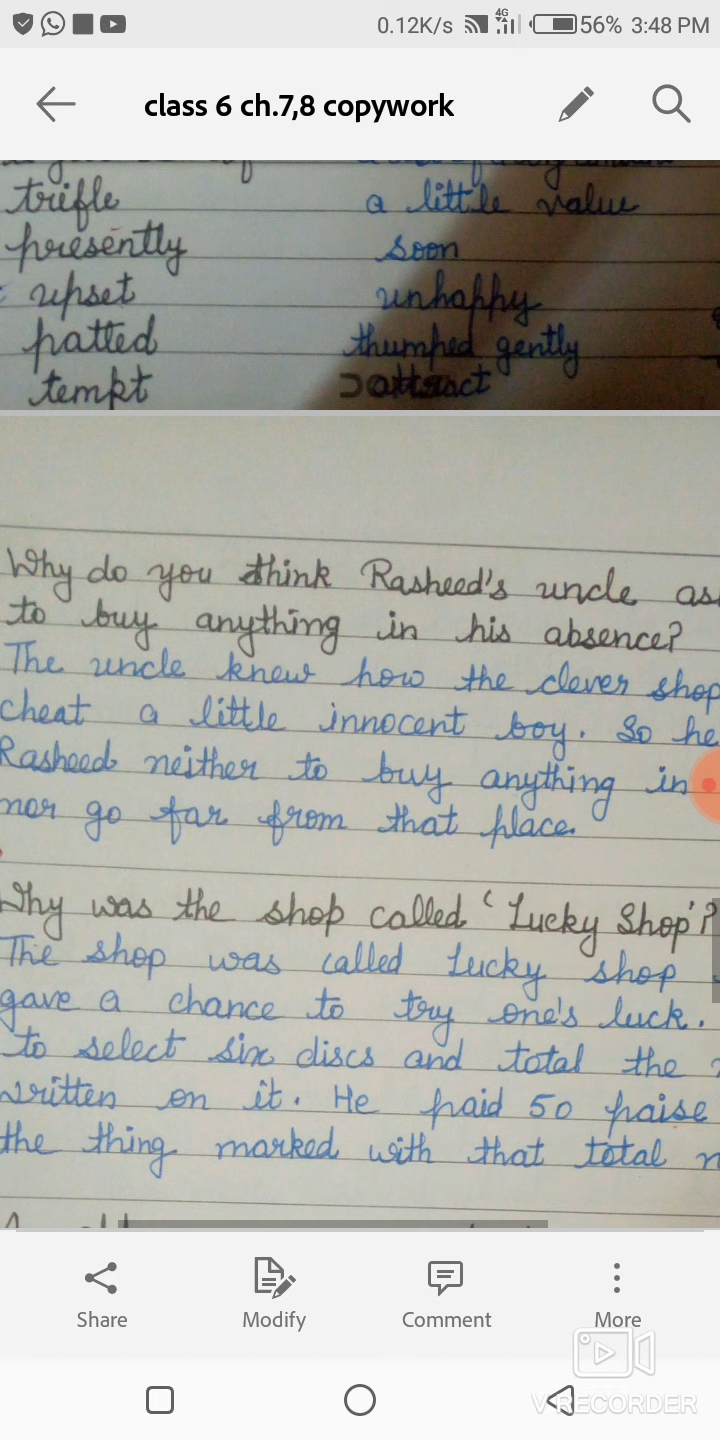 0.12K/s 4G 56% 3:48 PM
class 6 ch.7,8 copywork
trifle a little value
presently soon
upset unhappy
patted thumped gently
tempt attract
Why do you think Rasheed's uncle as
to buy anything in his absence?
The uncle knew how the clever shop
cheat a little innocent boy. So he
Rasheed neither to buy anything in
nor go far from that place.
Why was the shop called 'Lucky Shop'?
The shop was called Lucky shop
gave a chance to try one's luck.
to select six discs and total the
written on it. He paid 50 paise
the thing marked with that total n
Share Modify Comment More
V RECORDER